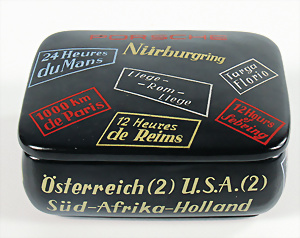 PORSCHE
24 Heures
du Mans
Nürburgring
Liege-
-Rom-
Liege
Targa
Florio
1000 Km
de Paris
12 Heures
de Reims
12 Hours
Sebring
Österreich(2) U.S.A.(2)
Süd-Afrika-Holland